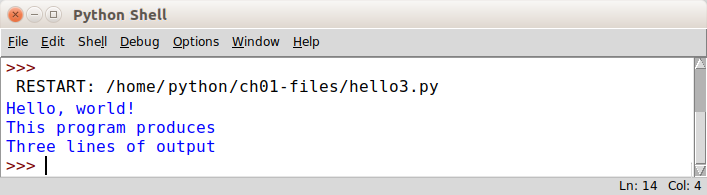 Python Shell
File Edit Shell Debug Options Window Help
>>>
RESTART: /home/python/ch01-files/hello3.py
Hello, world!
This program produces
Three lines of output
>>>
Ln: 14 Col: 4